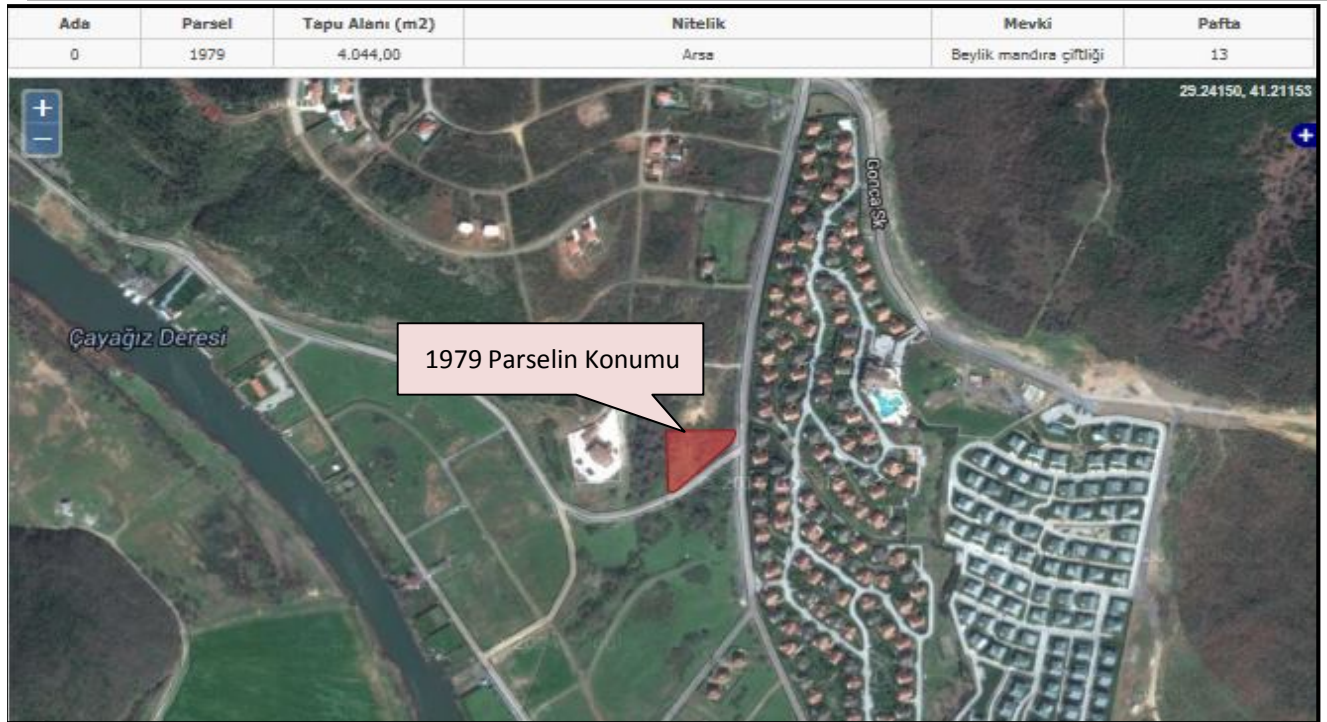 Ada Parsel Tapu Alanı (m2) Nitelik Mevki Pafta
0 1979 4.044,00 Arsa Beylik mandıra çiftliği 13
+
−
29.24150, 41.21153
+
Gonca Sk
Çayağız Deresi
1979 Parselin Konumu